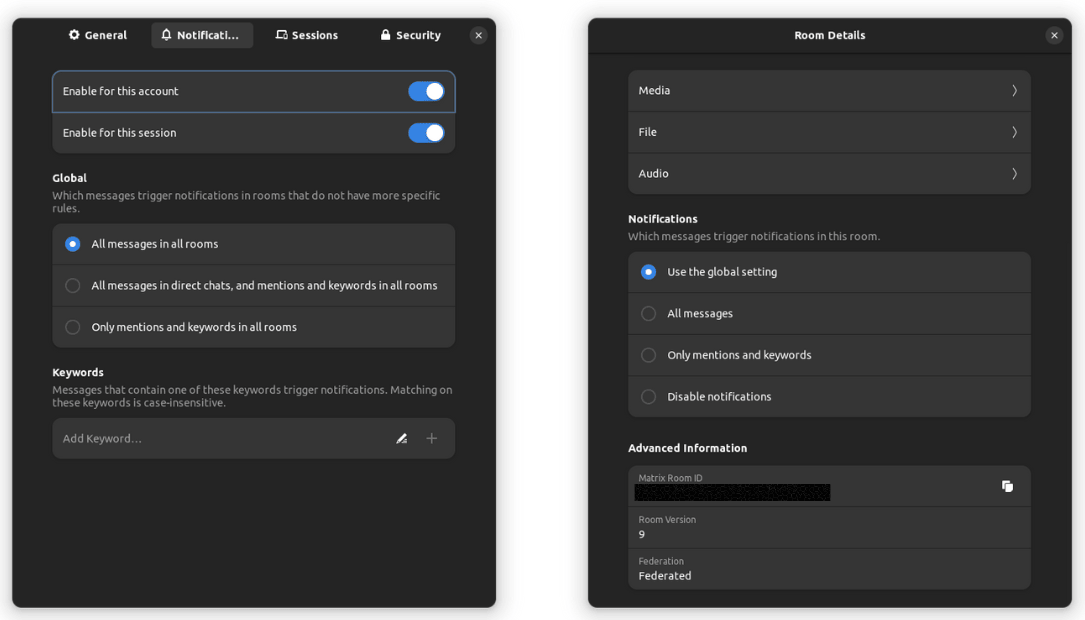 General
Notificati...
Sessions
Security
Enable for this account
Enable for this session
Global
Which messages trigger notifications in rooms that do not have more specific
rules.
All messages in all rooms
All messages in direct chats, and mentions and keywords in all rooms
Only mentions and keywords in all rooms
Keywords
Messages that contain one of these keywords trigger notifications. Matching on
these keywords is case-insensitive.
Add Keyword...
Room Details
Media
File
Audio
Notifications
Which messages trigger notifications in this room.
Use the global setting
All messages
Only mentions and keywords
Disable notifications
Advanced Information
Matrix Room ID
Room Version
9
Federation
Federated